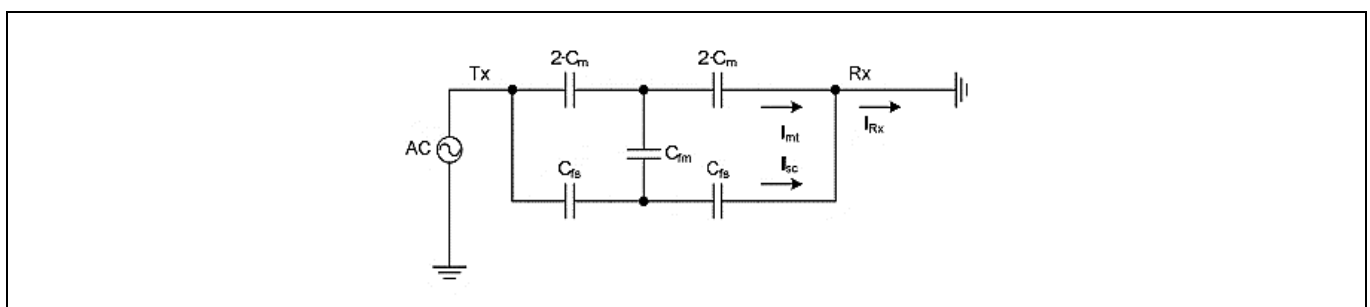 2·Cm 2·Cm
Tx Rx
Imt IRx
AC Cfm
Cfs Cfs Isc